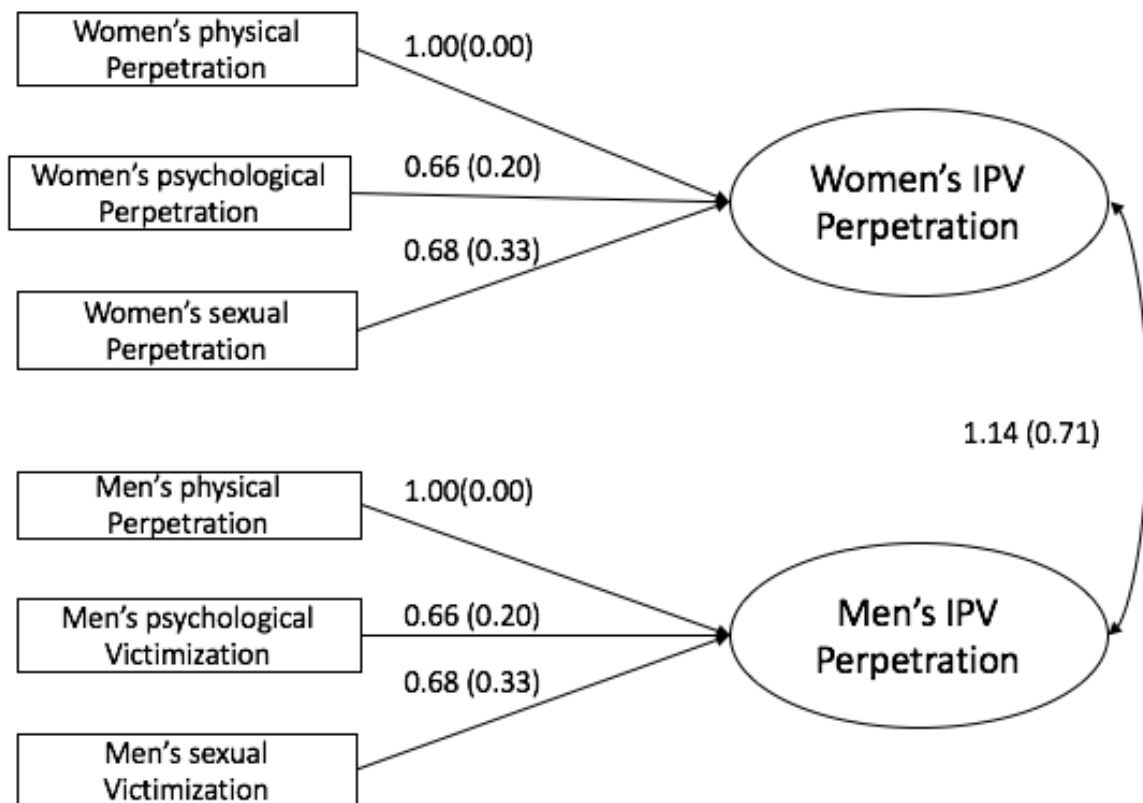 Women’s physical
Perpetration
1.00(0.00)
Women’s psychological
Perpetration
0.66 (0.20)
Women’s IPV
Perpetration
0.68 (0.33)
Women’s sexual
Perpetration
1.14 (0.71)
Men’s physical
Perpetration
1.00(0.00)
Men’s psychological
Victimization
0.66 (0.20)
Men’s IPV
Perpetration
0.68 (0.33)
Men’s sexual
Victimization